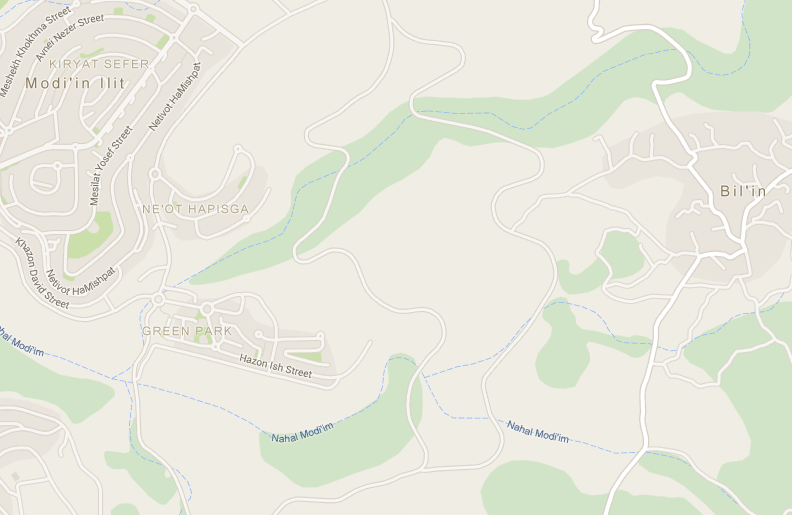 Meshekh Khokhma Street
Avnei Nezer Street
KIRYAT SEFER
Modi'in Ilit
Netivot HaMishpat
Mesilat Yosef Street
Bil'in
NE'OT HAPISGA
Khazon David Street
Netivot HaMishpat
GREEN PARK
Nahal Modi'im
Hazon Ish Street
Nahal Modi'im
Nahal Modi'im